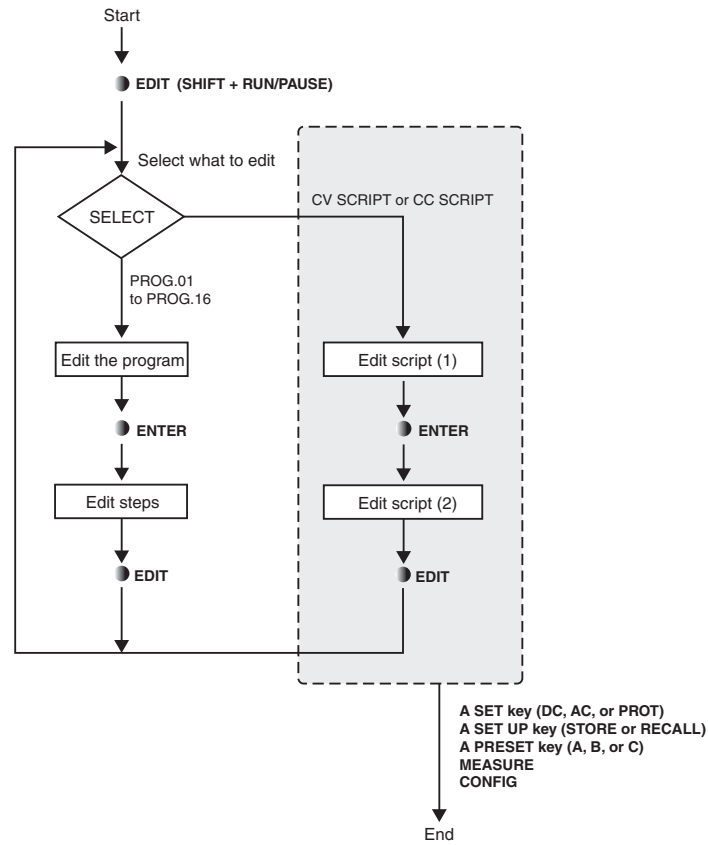 Start
EDIT (SHIFT + RUN/PAUSE)
Select what to edit
SELECT
CV SCRIPT or CC SCRIPT
PROG.01
to PROG.16
Edit the program
Edit script (1)
ENTER
ENTER
Edit steps
Edit script (2)
EDIT
EDIT
A SET key (DC, AC, or PROT)
A SET UP key (STORE or RECALL)
A PRESET key (A, B, or C)
MEASURE
CONFIG
End